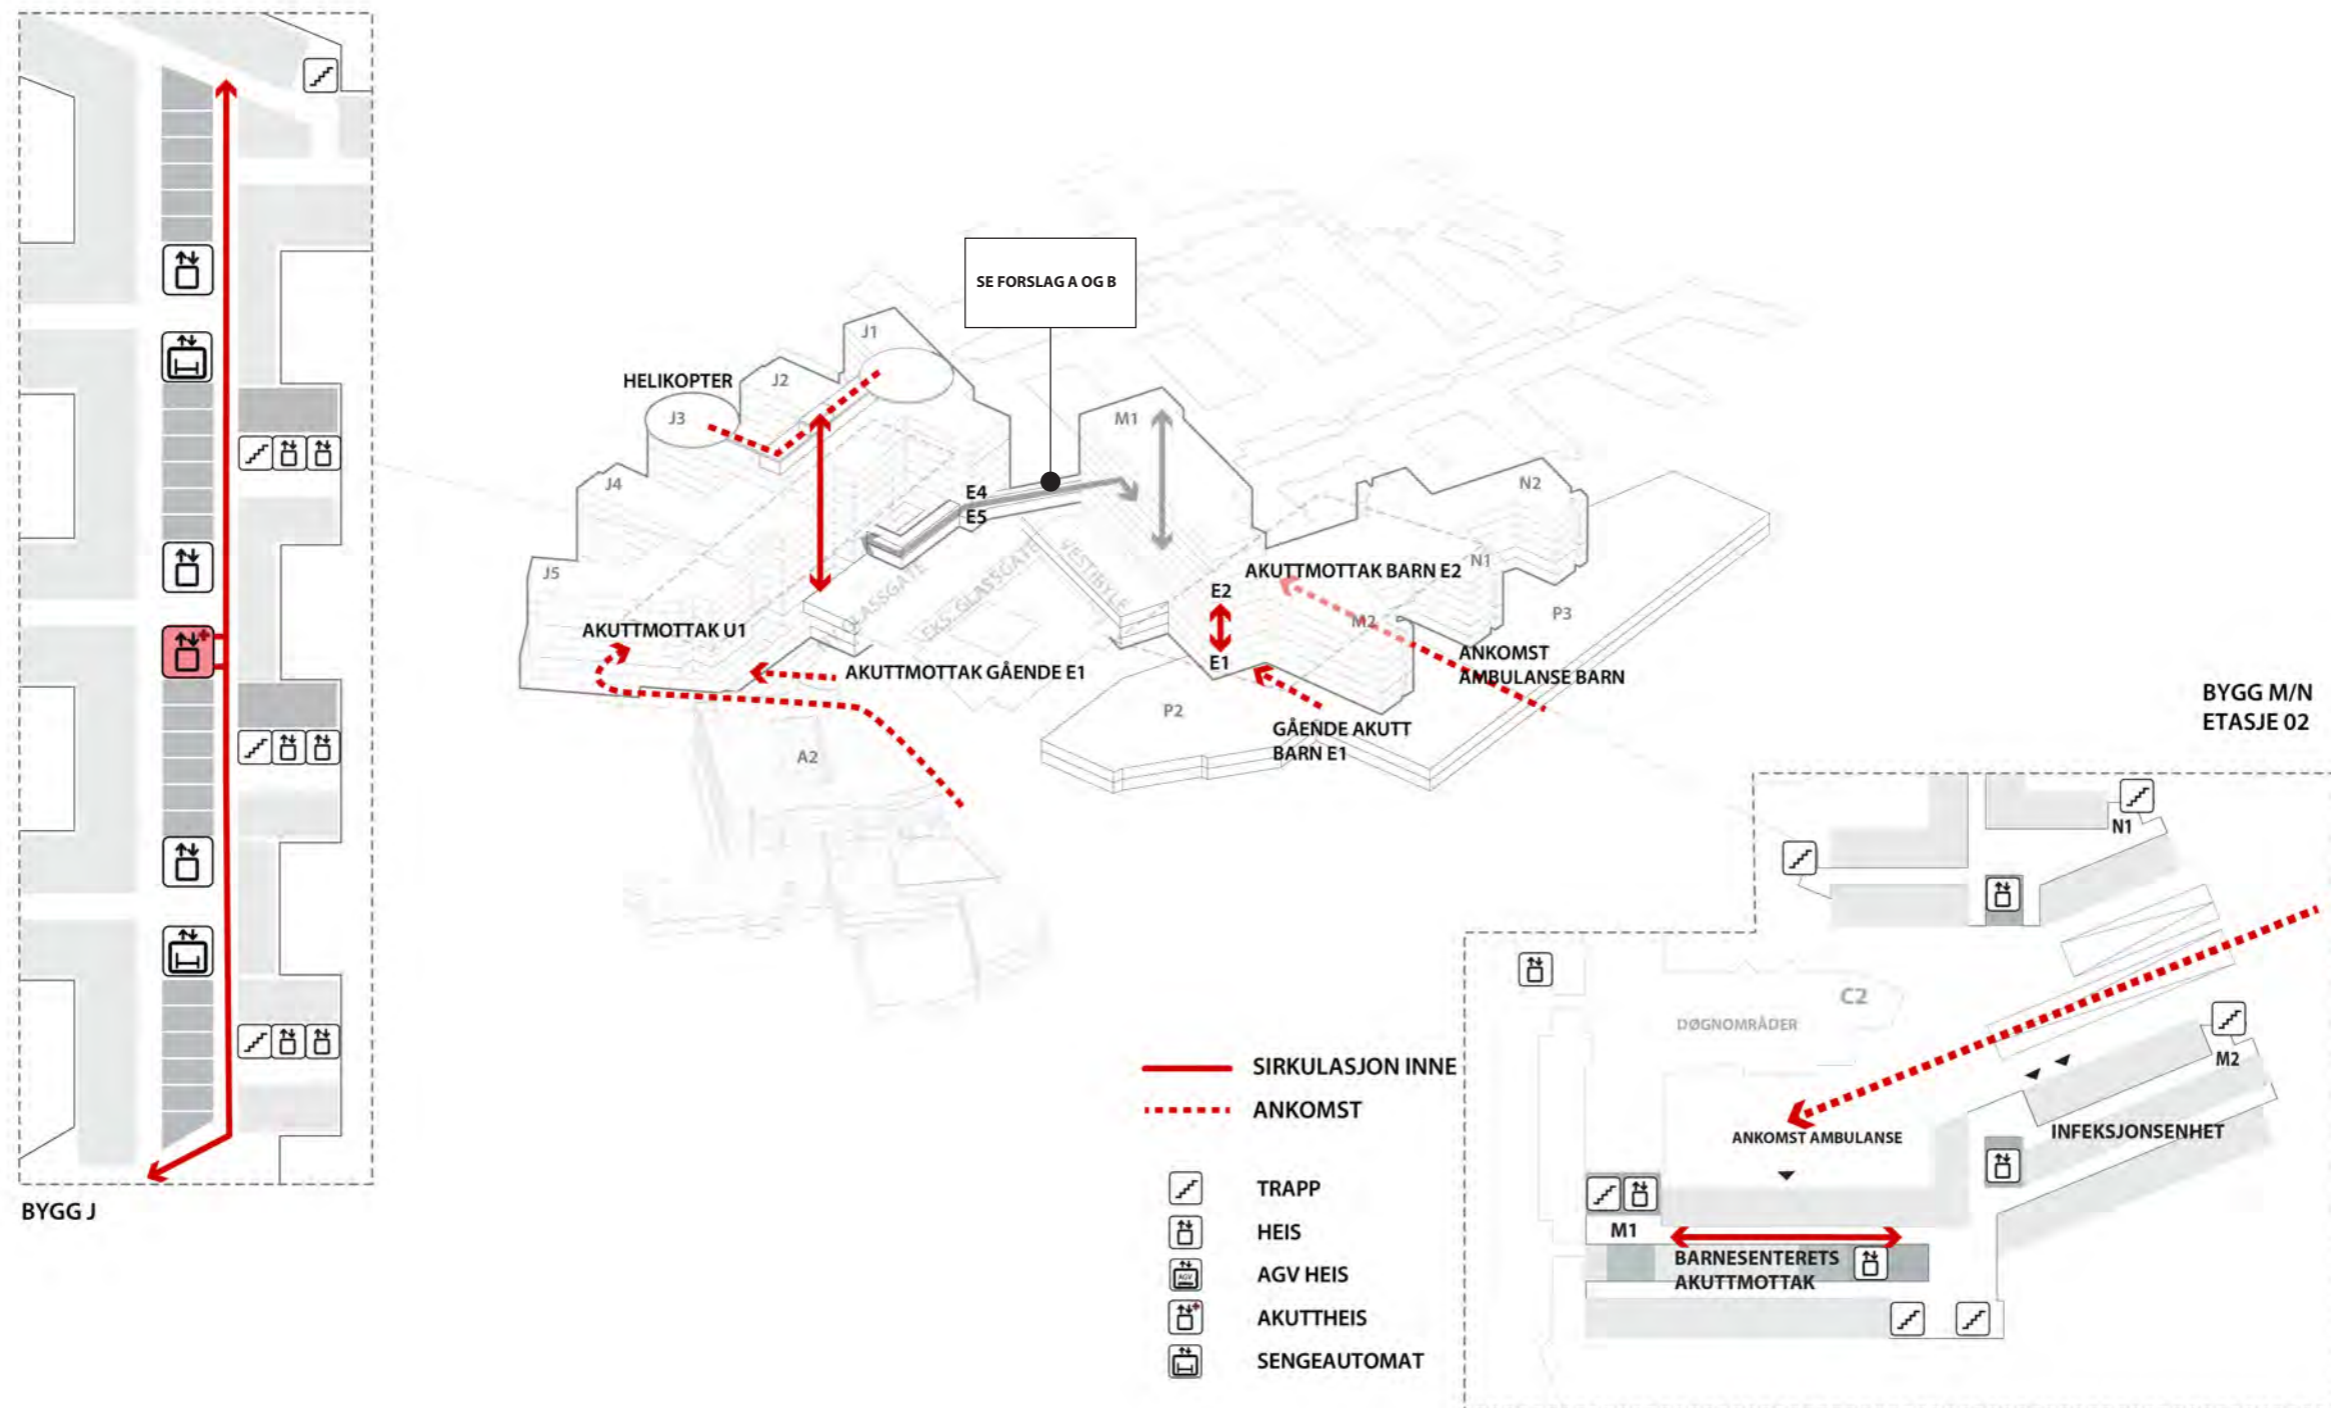 SE FORSLAG A OG B
J1
HELIKOPTER
J2
J3
M1
J4
E4
E5
N2
J5
GLASSGATE
EKS. GLASSGATE
VESTIBYLE
N1
AKUTTMOTTAK BARN E2
E2
P3
M2
AKUTTMOTTAK U1
E1
ANKOMST
AMBULANSE BARN
AKUTTMOTTAK GÅENDE E1
P2
GÅENDE AKUTT
BARN E1
A2
BYGG M/N
ETASJE 02
N1
C2
DØGNOMRÅDER
M2
ANKOMST AMBULANSE
INFEKSJONSENHET
M1
BARNESENTERETS
AKUTTMOTTAK
SIRKULASJON INNE
ANKOMST
TRAPP
HEIS
AGV
AGV HEIS
AKUTTHEIS
SENGEAUTOMAT
BYGG J